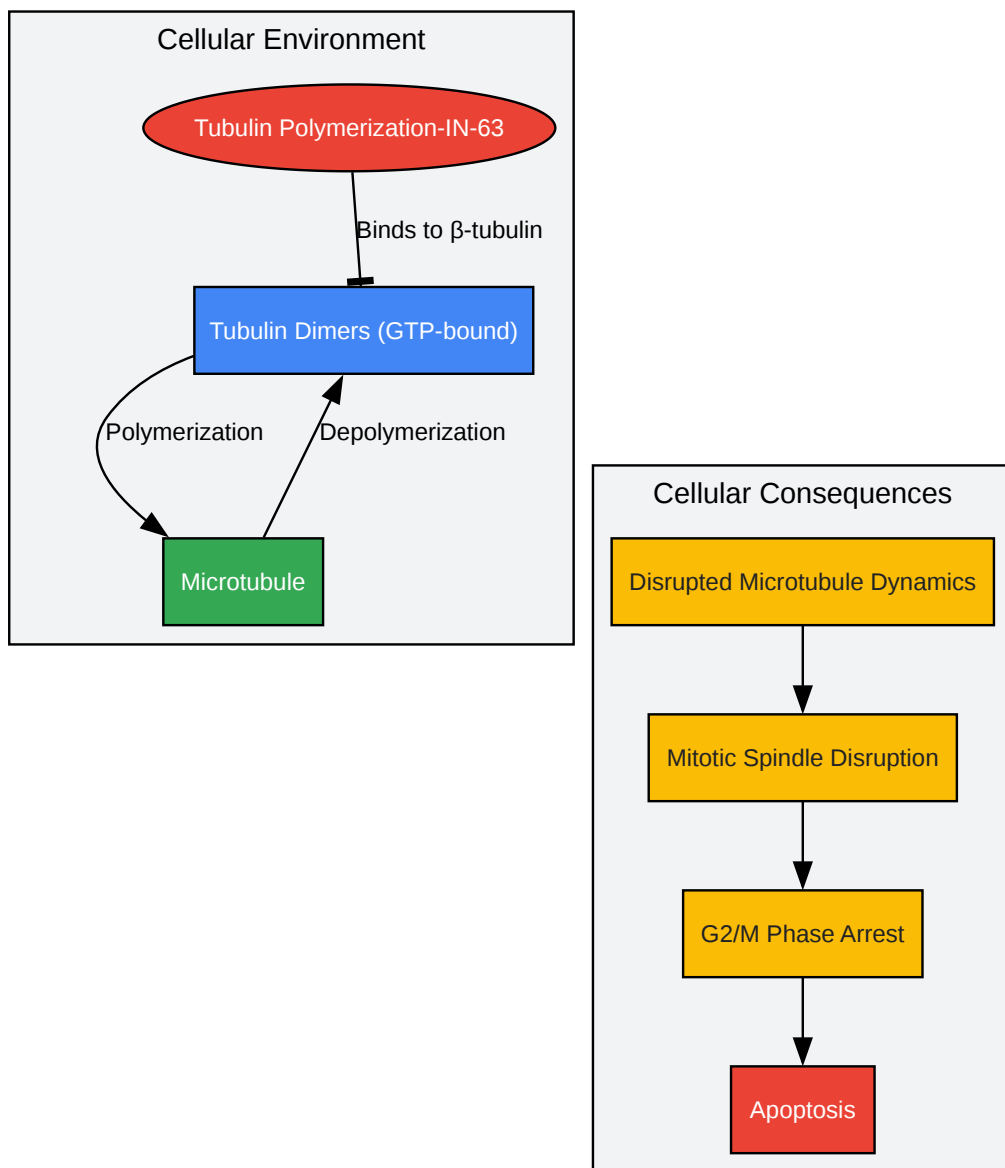 Cellular Environment
Tubulin Polymerization-IN-63
Binds to β-tubulin
Tubulin Dimers (GTP-bound)
Polymerization
Depolymerization
Microtubule
Cellular Consequences
Disrupted Microtubule Dynamics
Mitotic Spindle Disruption
G2/M Phase Arrest
Apoptosis